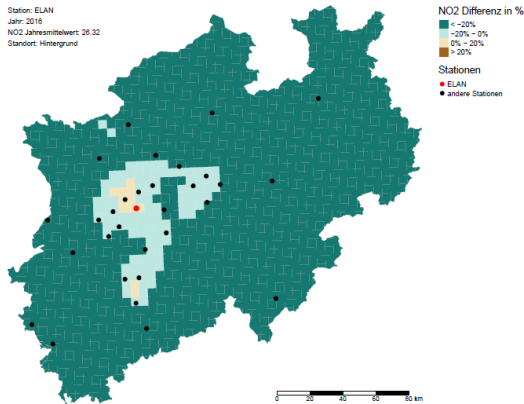 Station: ELAN
Jahr: 2016
NO2 Jahresmittelwert: 26.32
Standort: Hintergrund
NO2 Differenz in %
< −20%
−20% − 0%
0% − 20%
> 20%
Stationen
ELAN
andere Stationen
0 20 40 60 80 km